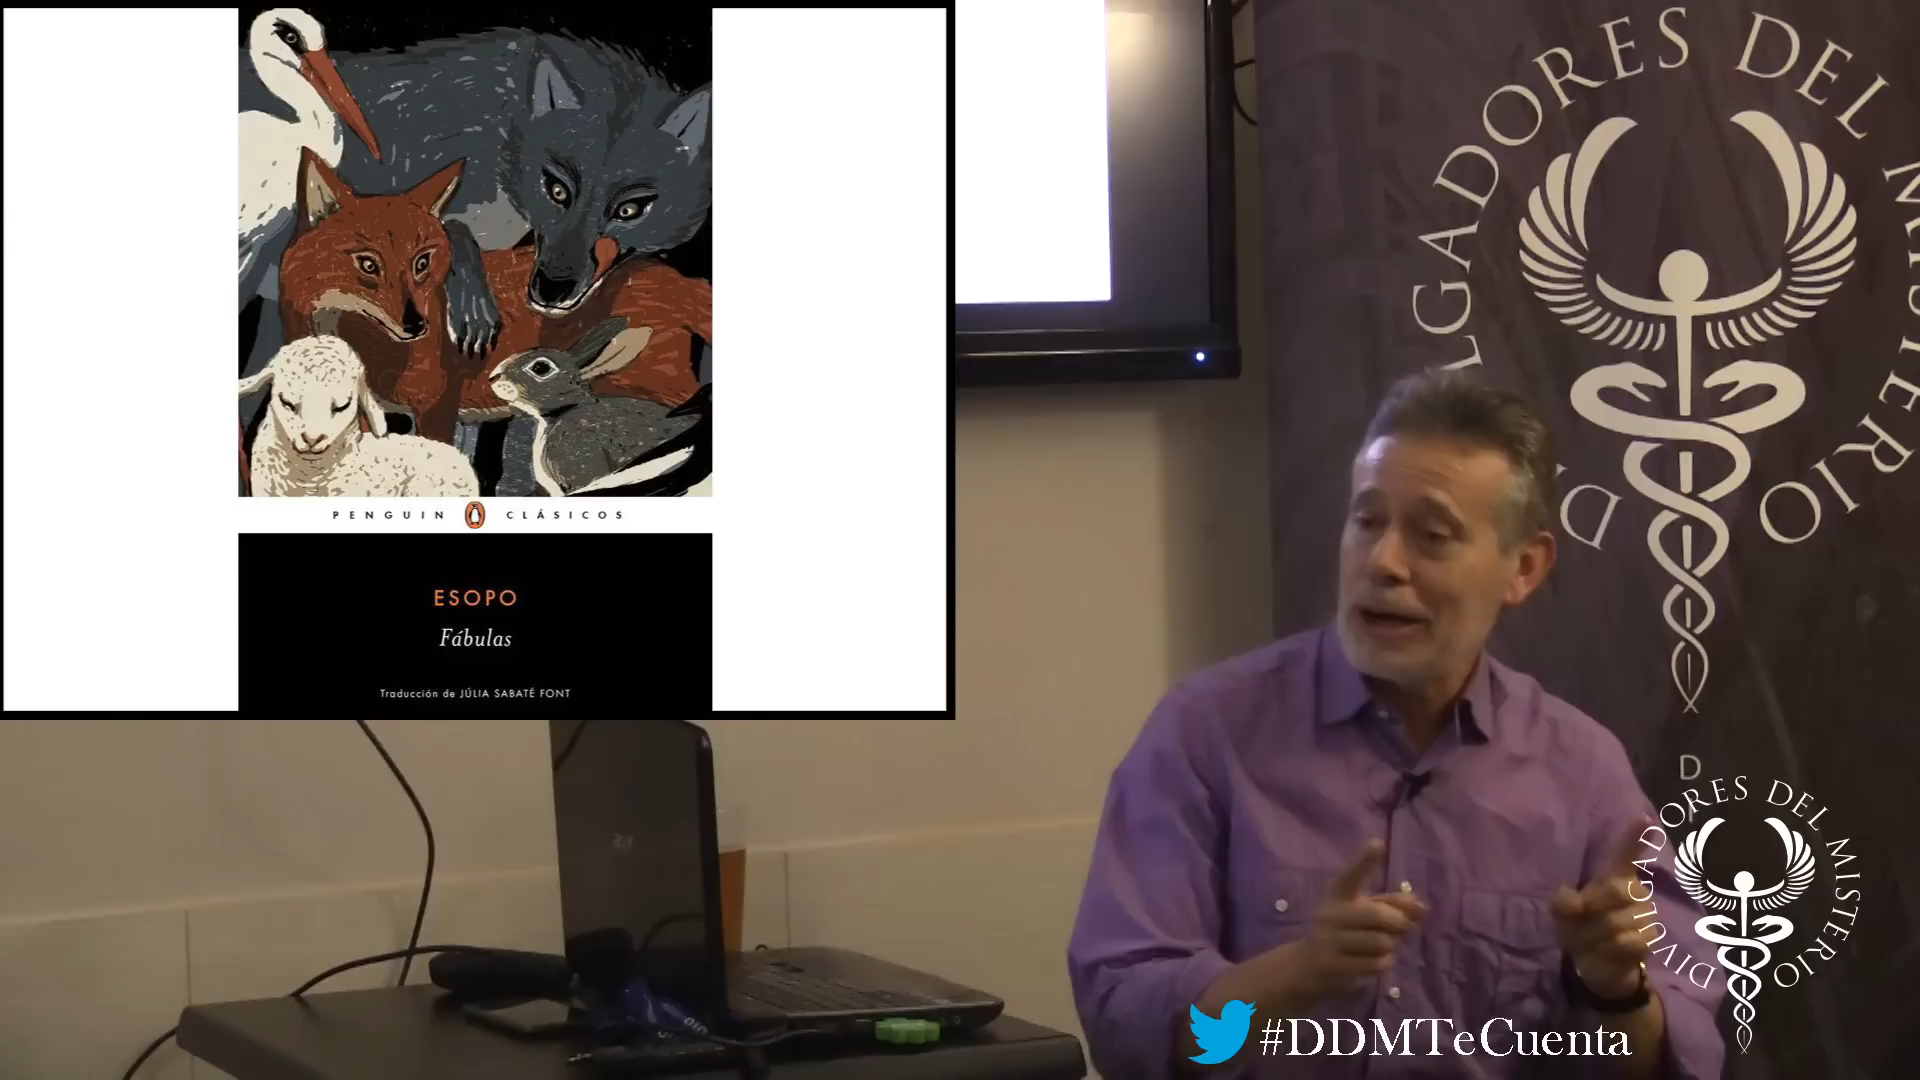 PENGUIN CLÁSICOS
ESOPO
Fábulas
Traducción de JÚLIA SABATÉ FONT
DIVULGADORES DEL MISTERIO
D
DIVULGADORES DEL MISTERIO
#DDMTeCuenta